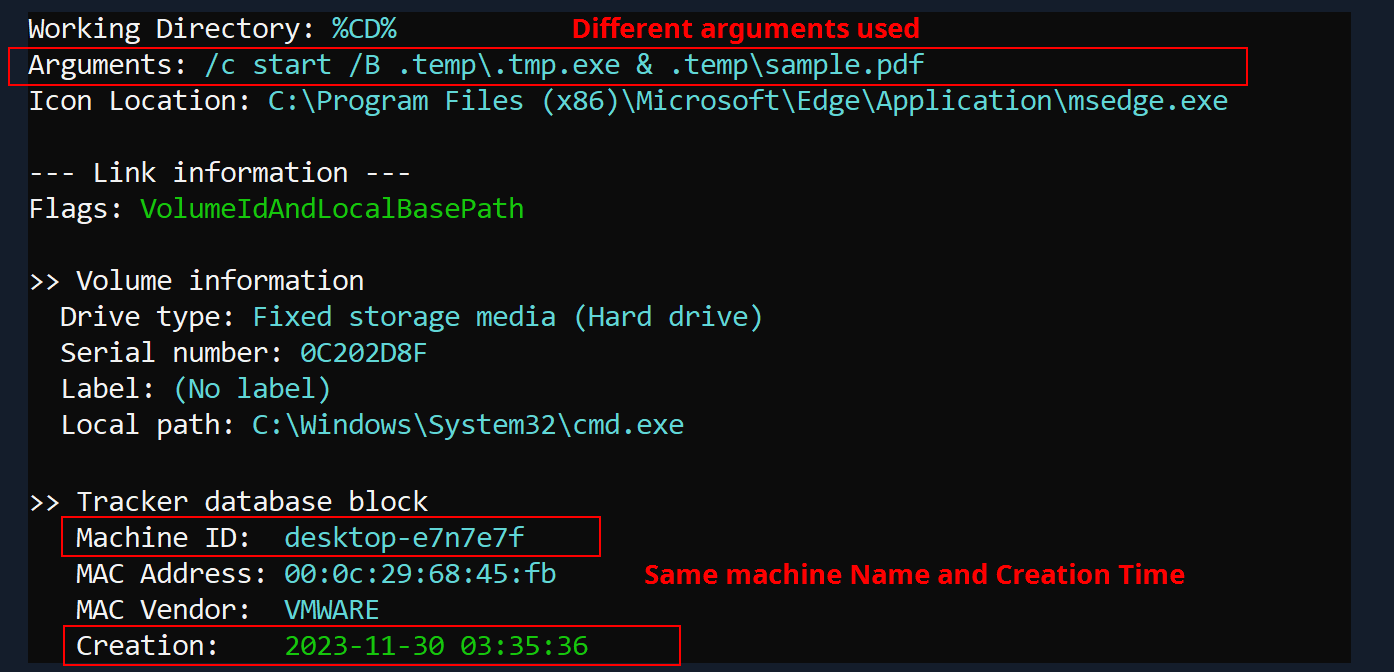 Working Directory: %CD%
Different arguments used
Arguments: /c start /B .temp\.tmp.exe & .temp\sample.pdf
Icon Location: C:\Program Files (x86)\Microsoft\Edge\Application\msedge.exe
--- Link information ---
Flags: VolumeIdAndLocalBasePath
>> Volume information
Drive type: Fixed storage media (Hard drive)
Serial number: 0C202D8F
Label: (No label)
Local path: C:\Windows\System32\cmd.exe
>> Tracker database block
Machine ID: desktop-e7n7e7f
MAC Address: 00:0c:29:68:45:fb
Same machine Name and Creation Time
MAC Vendor: VMWARE
Creation: 2023-11-30 03:35:36